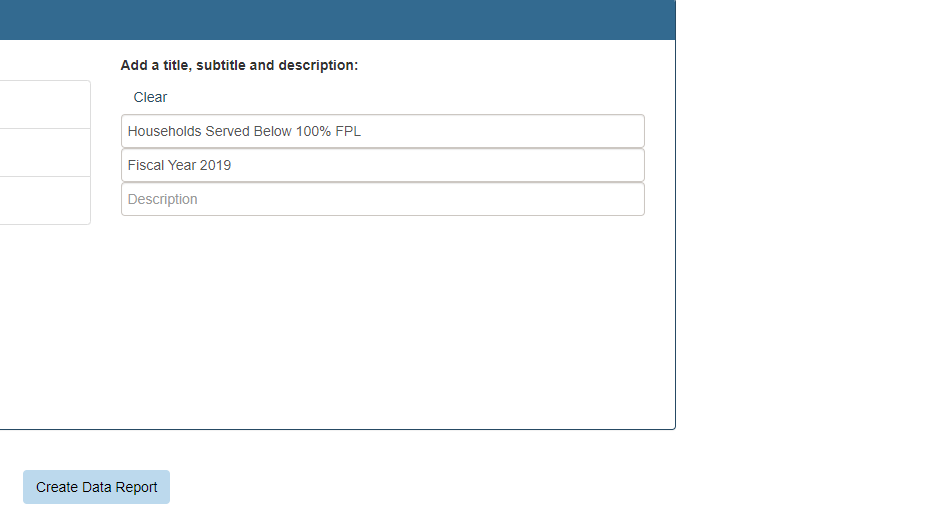 Add a title, subtitle and description:
Clear
Households Served Below 100% FPL
Fiscal Year 2019
Description
Create Data Report